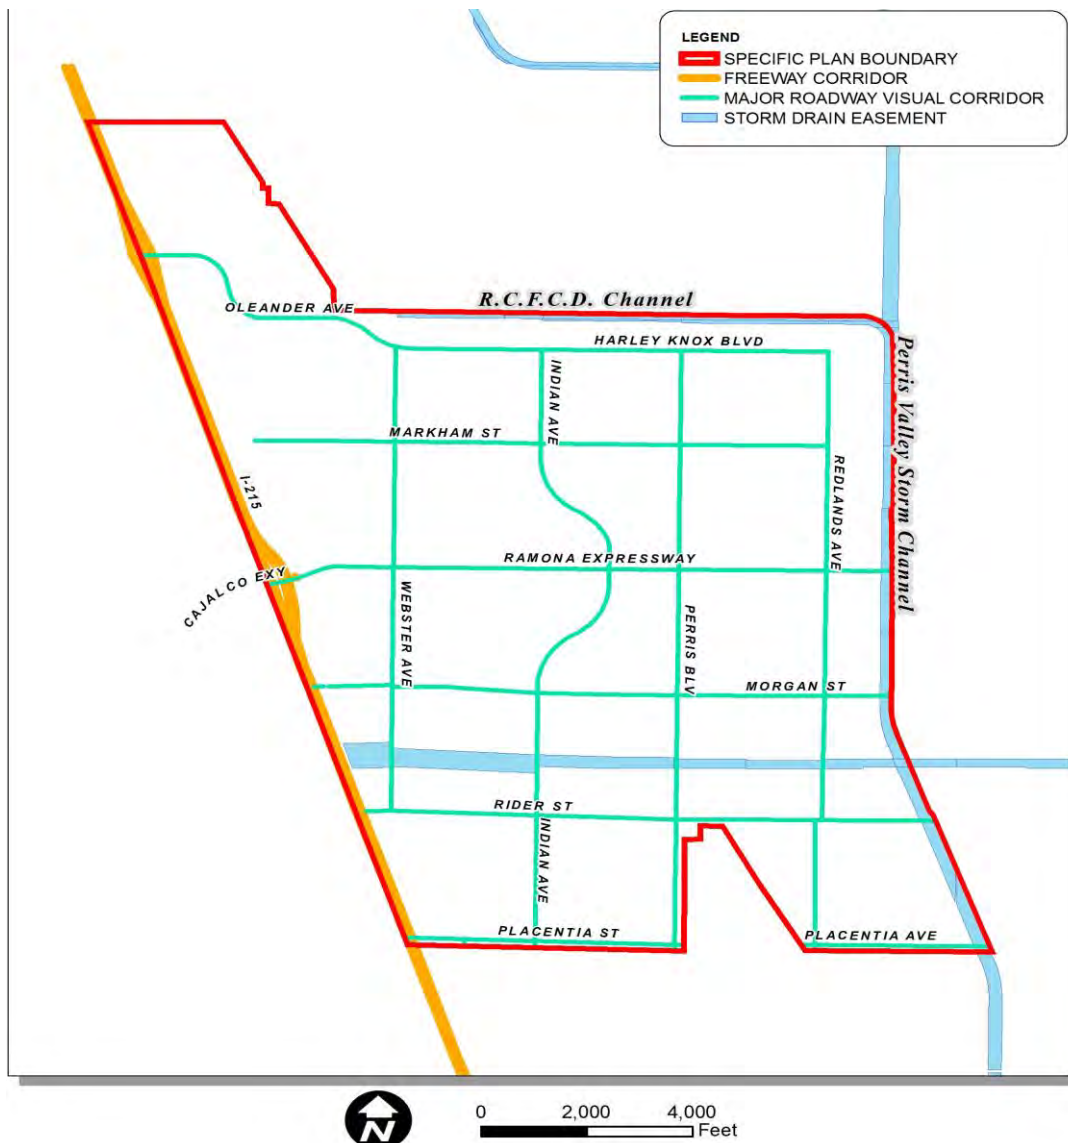 LEGEND
SPECIFIC PLAN BOUNDARY
FREEWAY CORRIDOR
MAJOR ROADWAY VISUAL CORRIDOR
STORM DRAIN EASEMENT
R.C.F.C.D. Channel
OLEANDER AVE
HARLEY KNOX BLVD
INDIAN AVE
Perris Valley Storm Channel
MARKHAM ST
REDLANDS AVE
I-215
RAMONA EXPRESSWAY
CAJALCO EXY
WEBSTER AVE
PERRIS BLV
MORGAN ST
RIDER ST
INDIAN AVE
PLACENTIA ST
PLACENTIA AVE
N
0 2,000 4,000
Feet